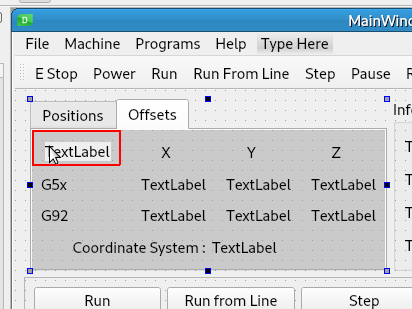 MainWind
File Machine Programs Help Type Here
E Stop Power Run Run From Line Step Pause
Positions Offsets
TextLabel X Y Z
G5x TextLabel TextLabel TextLabel
G92 TextLabel TextLabel TextLabel
Coordinate System : TextLabel
Run Run from Line Step